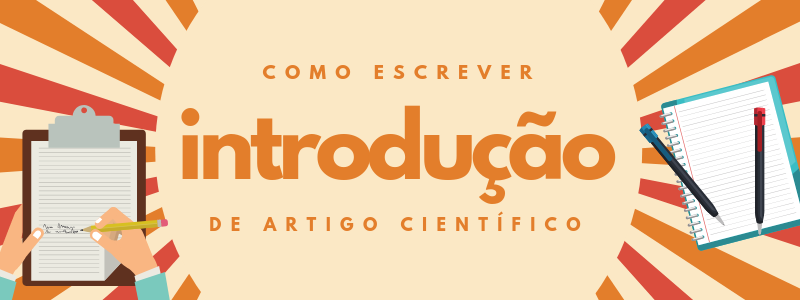 COMO ESCREVER
introdução
DE ARTIGO CIENTÍFICO